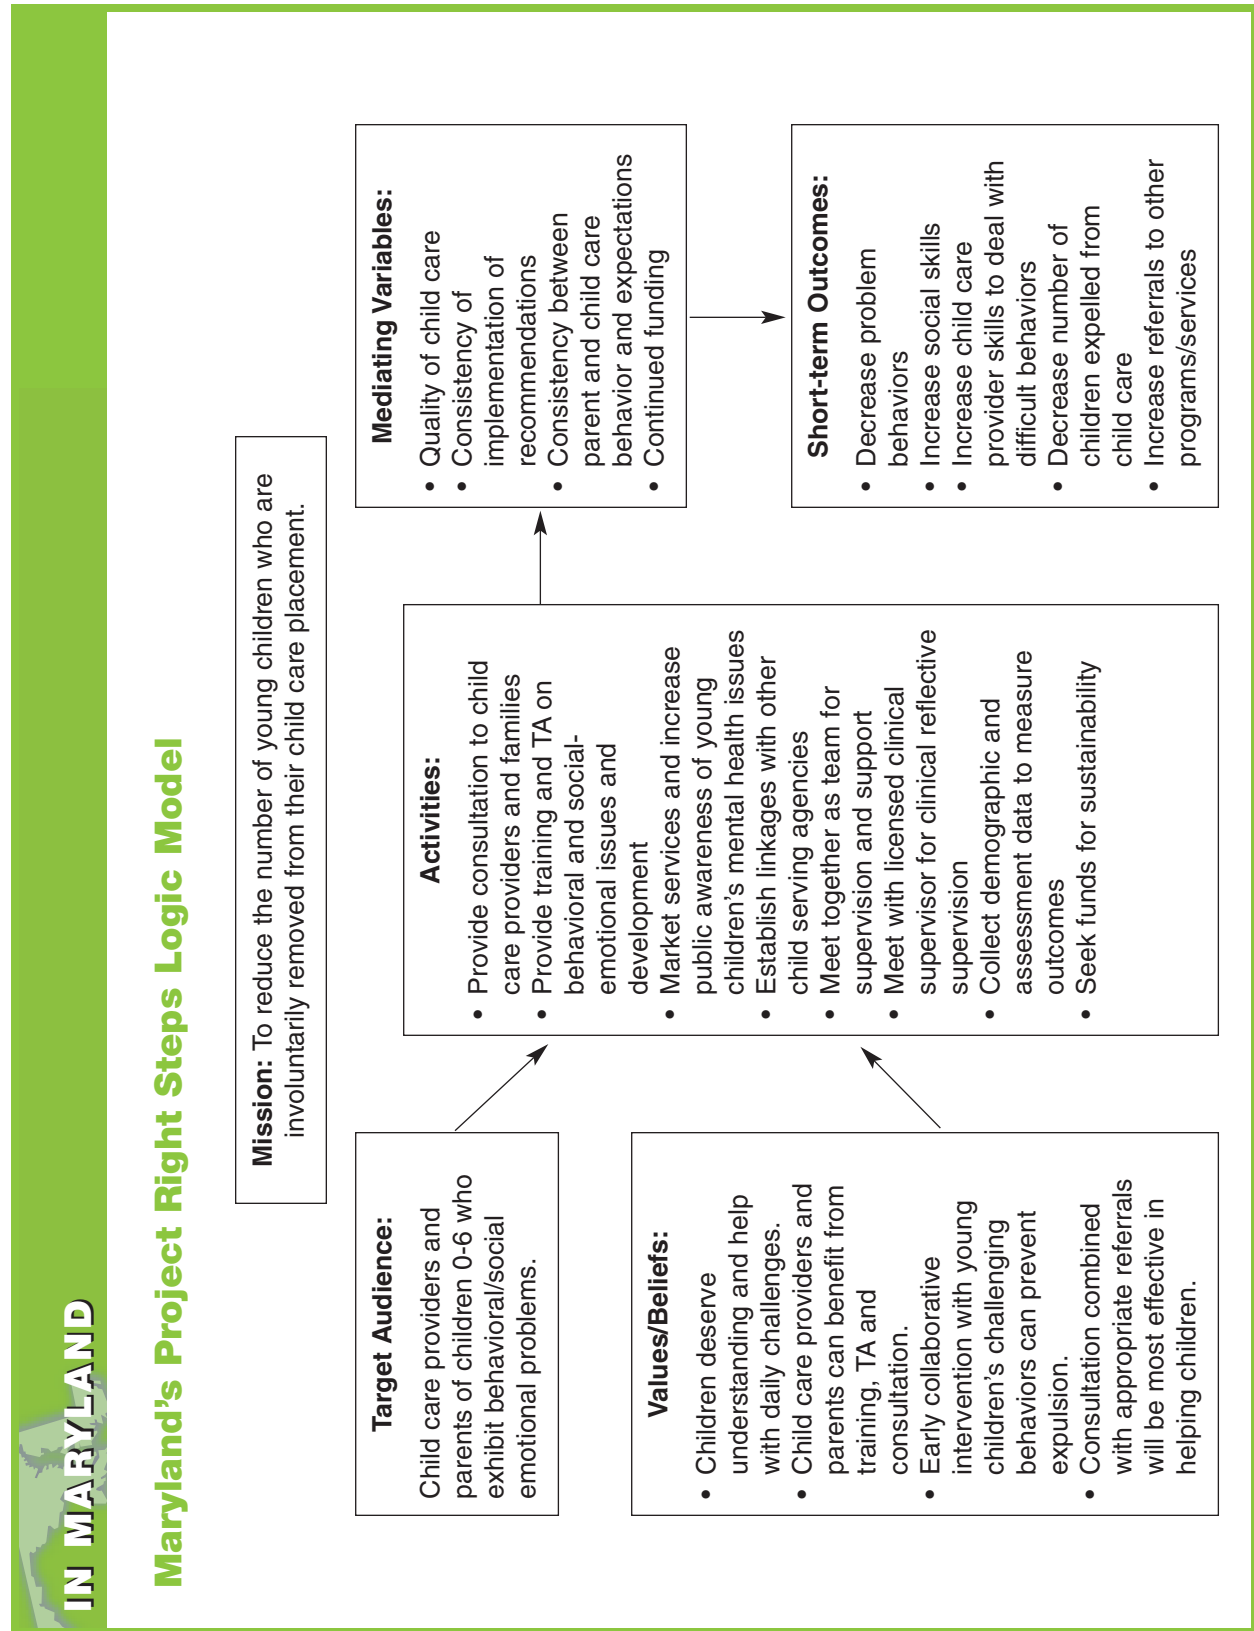 IN MARYLAND
Maryland's Project Right Steps Logic Model
Mission: To reduce the number of young children who are
involuntarily removed from their child care placement.
Target Audience:
Child care providers and
parents of children 0-6 who
exhibit behavioral/social
emotional problems.
Values/Beliefs:
• Children deserve
understanding and help
with daily challenges.
• Child care providers and
parents can benefit from
training, TA and
consultation.
• Early collaborative
intervention with young
children's challenging
behaviors can prevent
expulsion.
• Consultation combined
with appropriate referrals
will be most effective in
helping children.
Activities:
• Provide consultation to child
care providers and families
• Provide training and TA on
behavioral and social-
emotional issues and
development
• Market services and increase
public awareness of young
children's mental health issues
• Establish linkages with other
child serving agencies
• Meet together as team for
supervision and support
• Meet with licensed clinical
supervisor for clinical reflective
supervision
• Collect demographic and
assessment data to measure
outcomes
• Seek funds for sustainability
Mediating Variables:
• Quality of child care
• Consistency of
implementation of
recommendations
• Consistency between
parent and child care
behavior and expectations
• Continued funding
Short-term Outcomes:
• Decrease problem
behaviors
• Increase social skills
• Increase child care
provider skills to deal with
difficult behaviors
• Decrease number of
children expelled from
child care
• Increase referrals to other
programs/services